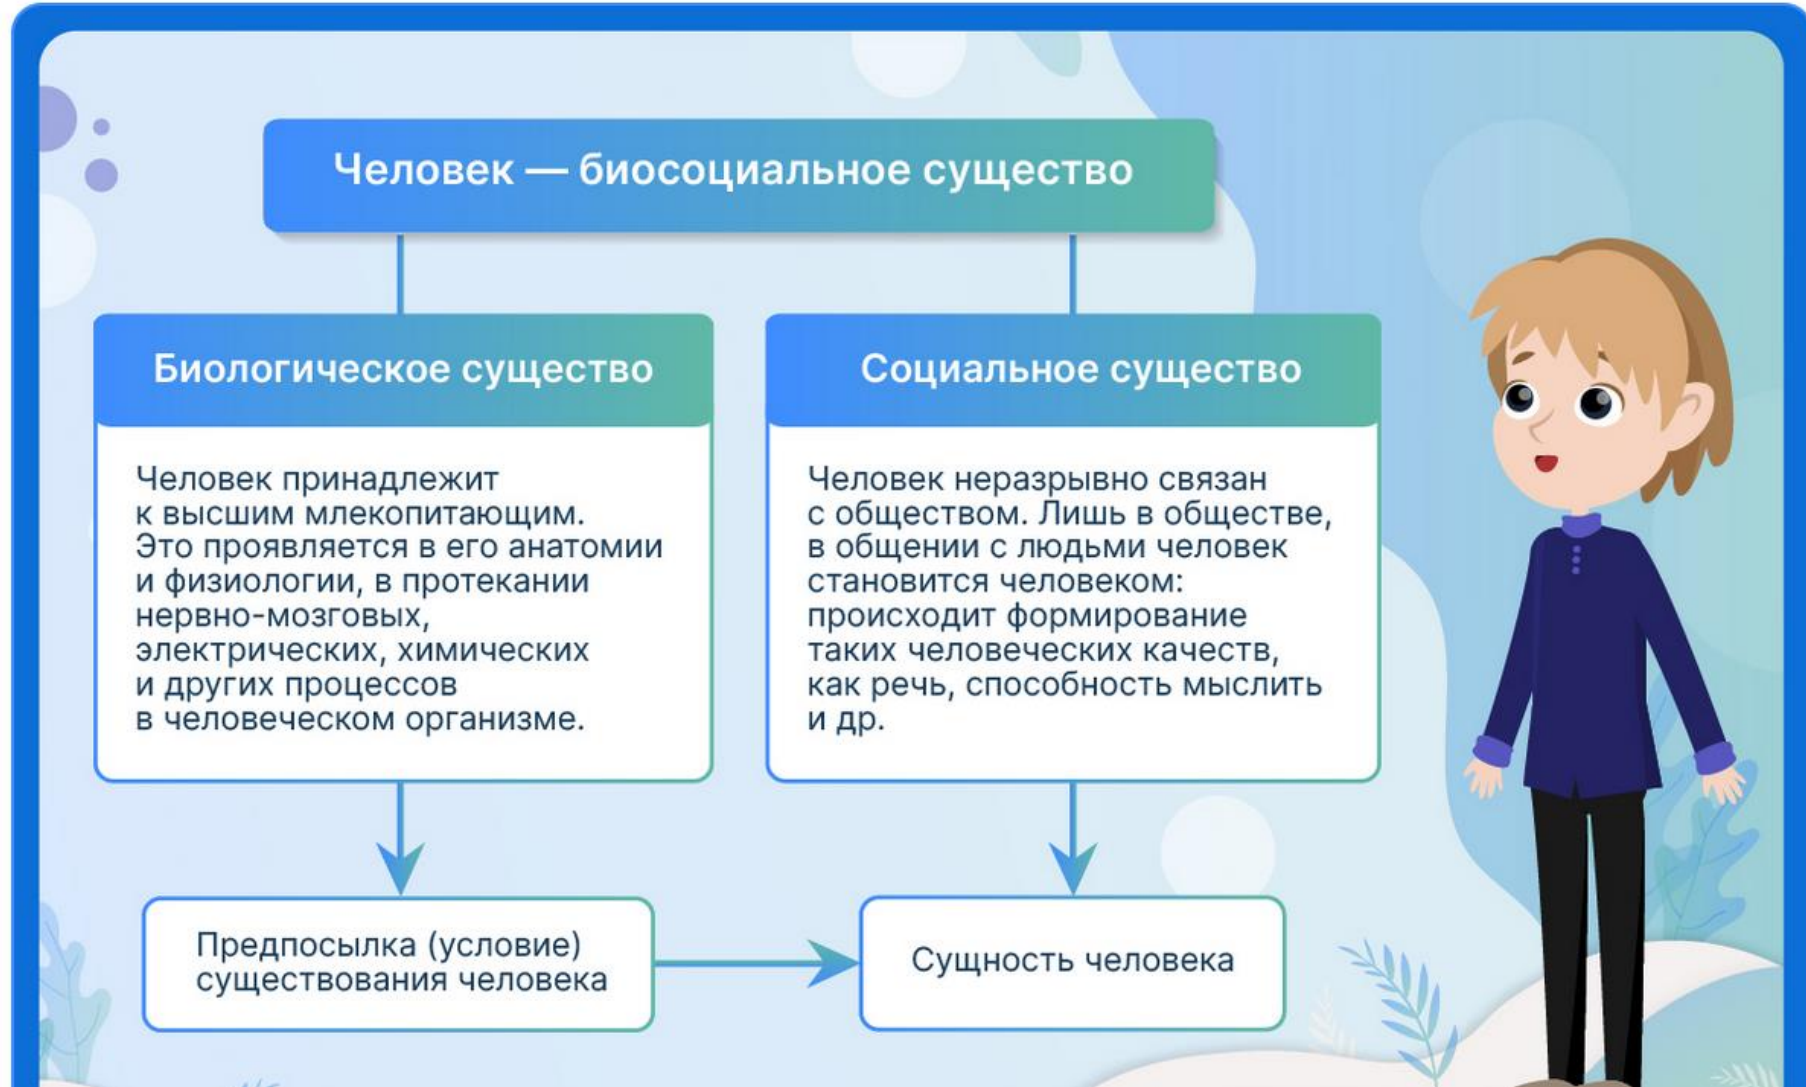 Человек — биосоциальное существо
Биологическое существо
Человек принадлежит
к высшим млекопитающим.
Это проявляется в его анатомии
и физиологии, в протекании
нервно-мозговых,
электрических, химических
и других процессов
в человеческом организме.
Социальное существо
Человек неразрывно связан
с обществом. Лишь в обществе,
в общении с людьми человек
становится человеком:
происходит формирование
таких человеческих качеств,
как речь, способность мыслить
и др.
Предпосылка (условие)
существования человека
Сущность человека